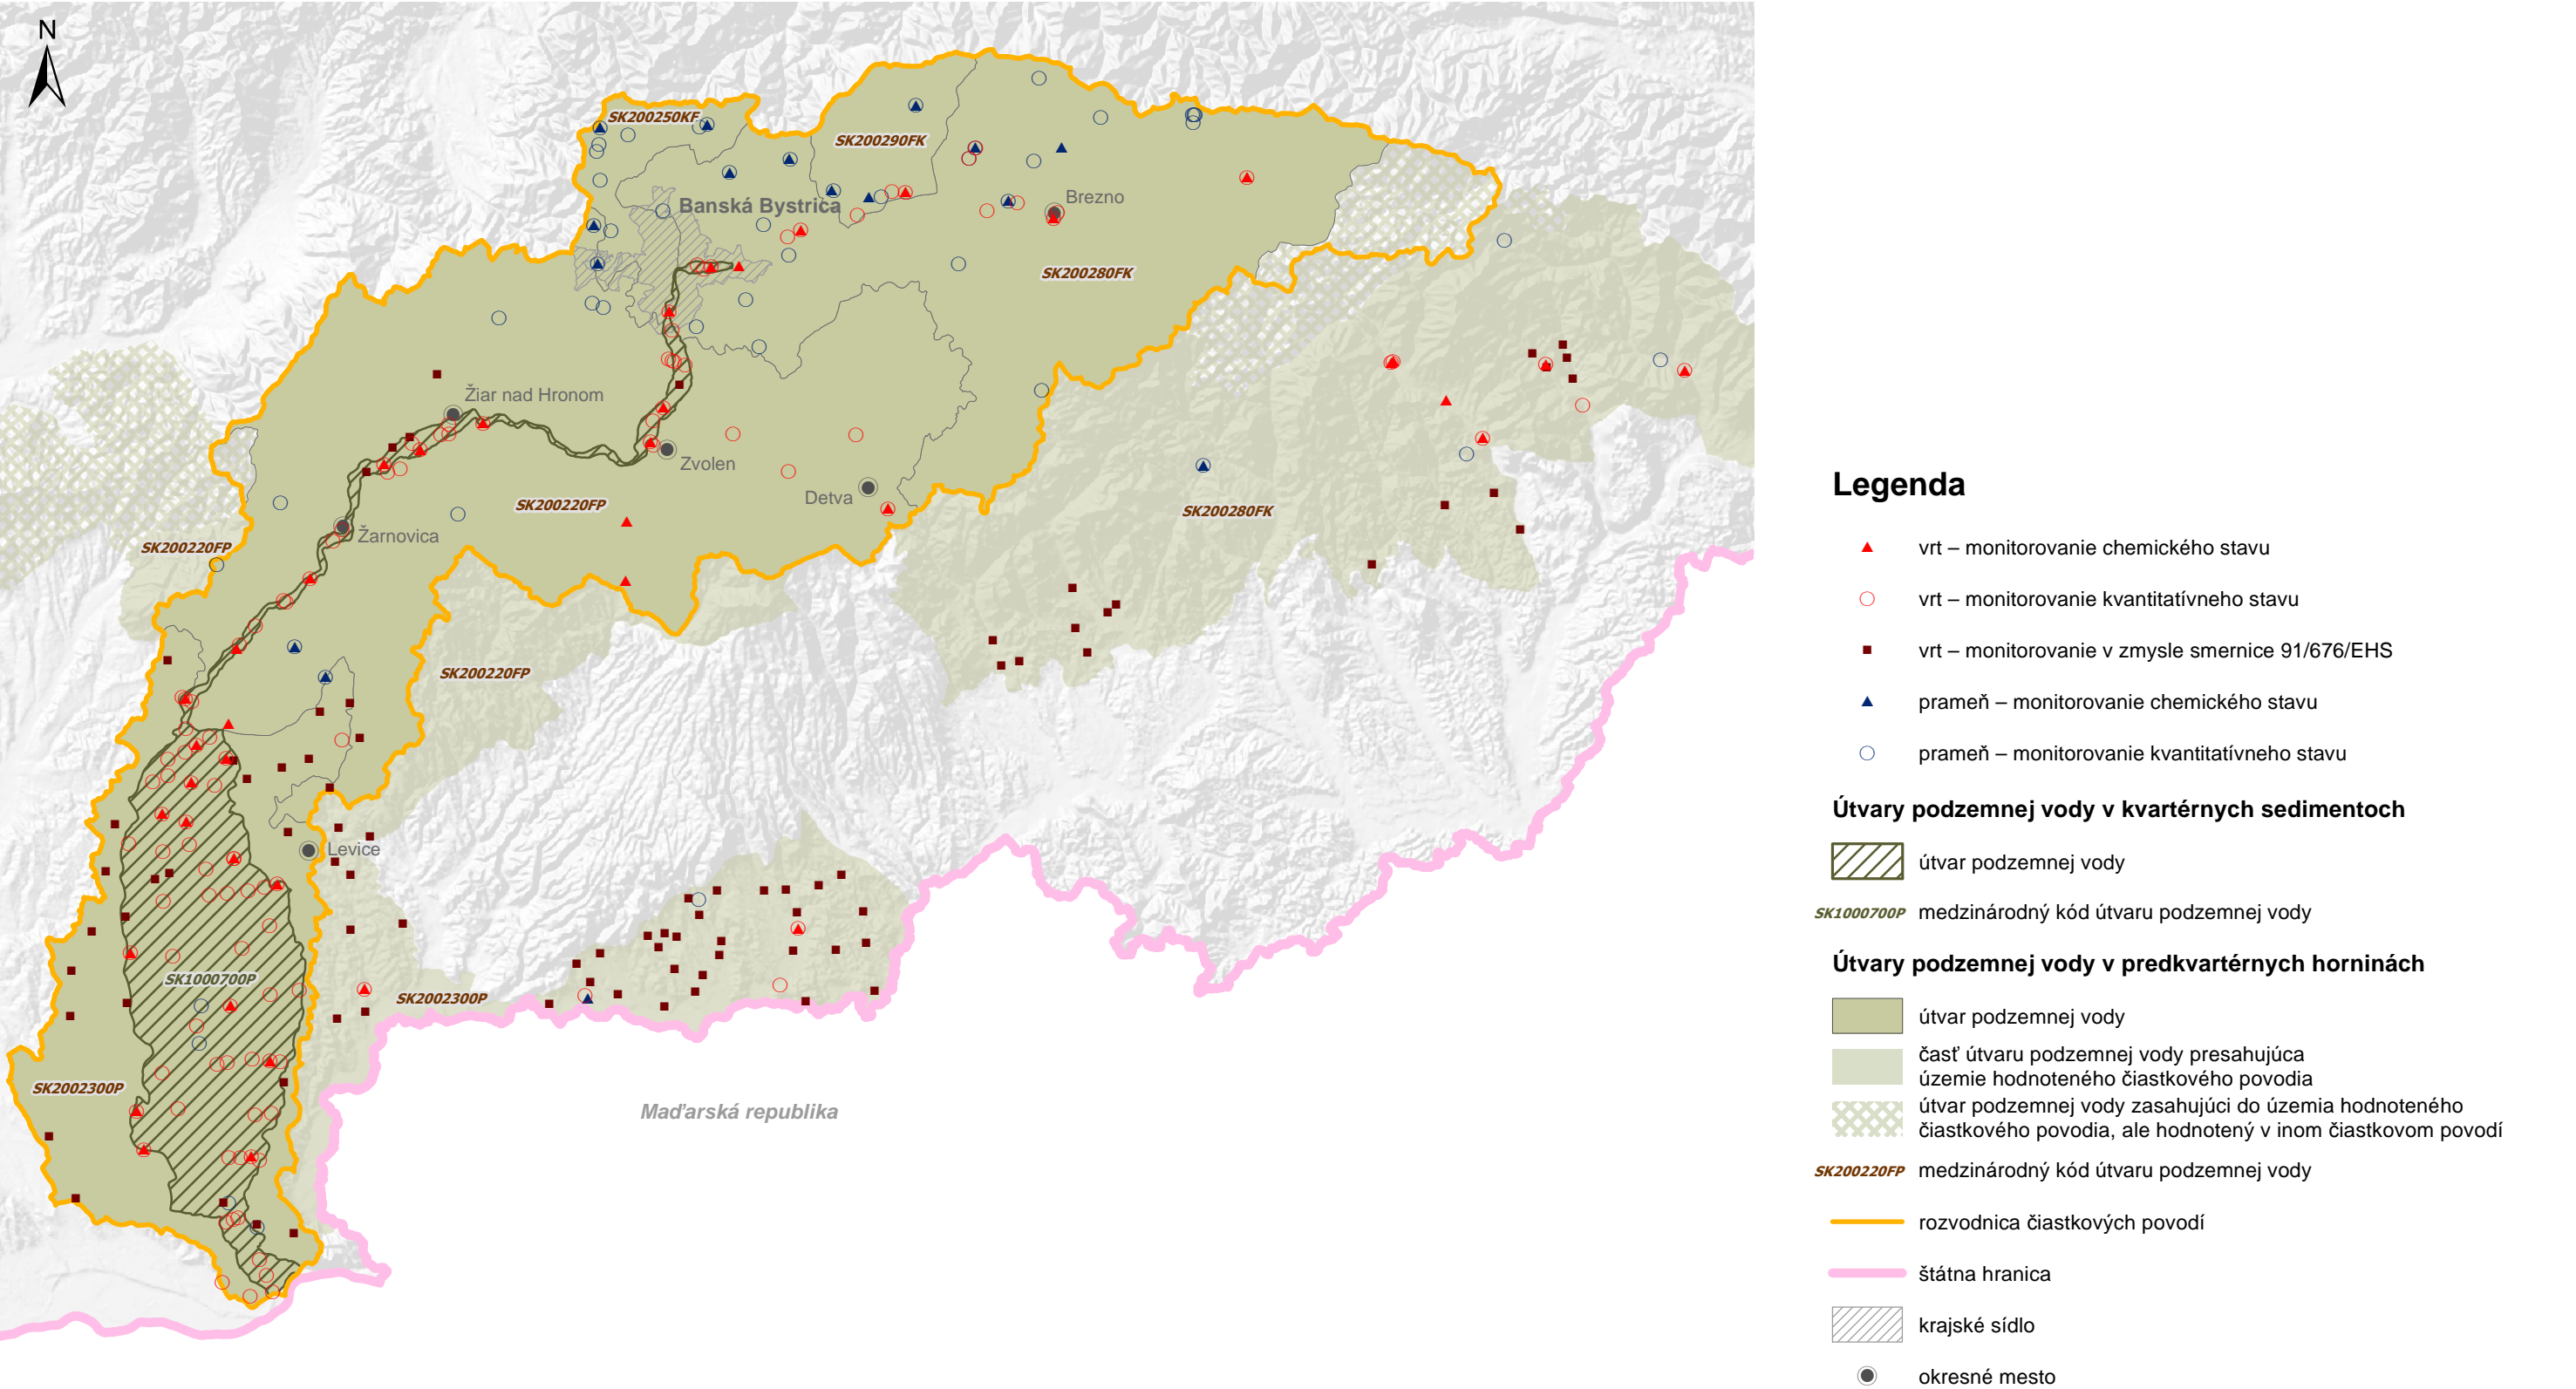 N
SK200250KF
SK200290FK
Banská Bystrica
Brezno
SK200280FK
Žiar nad Hronom
Zvolen
Detva
SK200220FP
SK200280FK
Žarnovica
SK200220FP
SK200220FP
Levice
SK1000700P
SK2002300P
SK2002300P
Maďarská republika
Legenda
vrt – monitorovanie chemického stavu
vrt – monitorovanie kvantitatívneho stavu
vrt – monitorovanie v zmysle smernice 91/676/EHS
prameň – monitorovanie chemického stavu
prameň – monitorovanie kvantitatívneho stavu
Útvary podzemnej vody v kvartérnych sedimentoch
útvar podzemnej vody
SK1000700P medzinárodný kód útvaru podzemnej vody
Útvary podzemnej vody v predkvartérnych horninách
útvar podzemnej vody
časť útvaru podzemnej vody presahujúca
územie hodnoteného čiastkového povodia
útvar podzemnej vody zasahujúci do územia hodnoteného
čiastkového povodia, ale hodnotený v inom čiastkovom povodí
SK200220FP medzinárodný kód útvaru podzemnej vody
rozvodnica čiastkových povodí
štátna hranica
krajské sídlo
okresné mesto